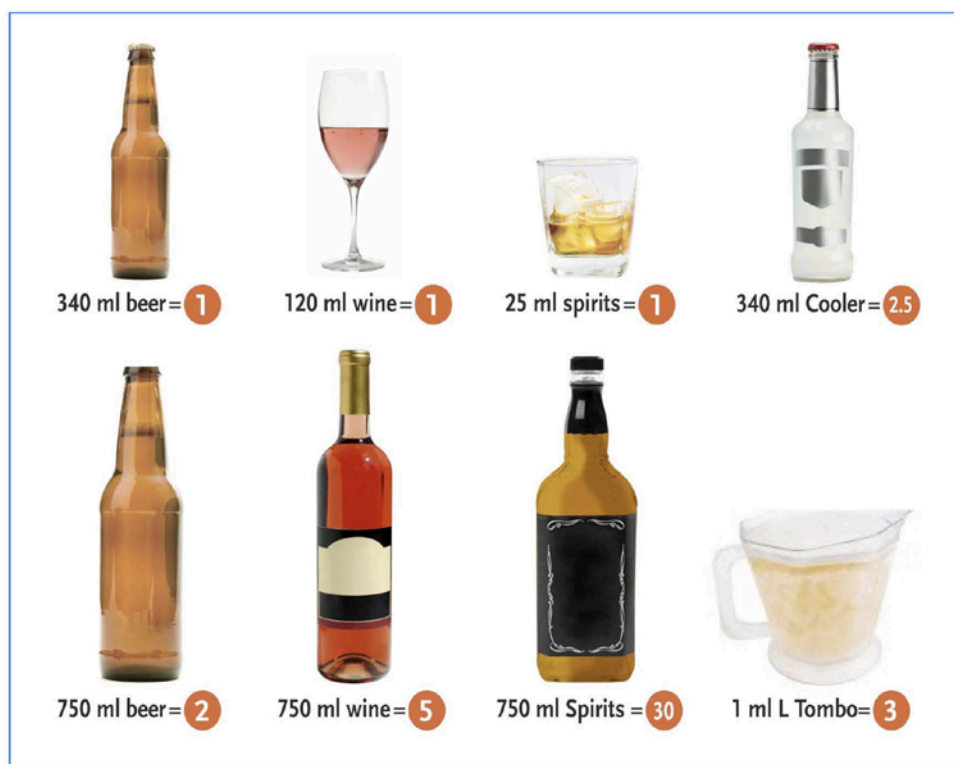 340 ml beer= 1
120 ml wine= 1
25 ml spirits= 1
340 ml Cooler= 2.5
750 ml beer= 2
750 ml wine= 5
750 ml Spirits = 30
1 ml L Tombo= 3